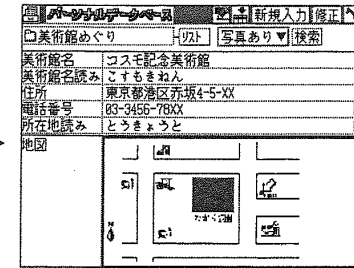 パーソナルデータベース 新規入力 修正
美術館めぐり リスト 写真あり▼ 検索
美術館名 コスモ記念美術館
美術館名読み こすもきねん
住所 東京都港区赤坂4-5-XX
電話番号 03-3456-78XX
所在地読み とうきょうと
地図